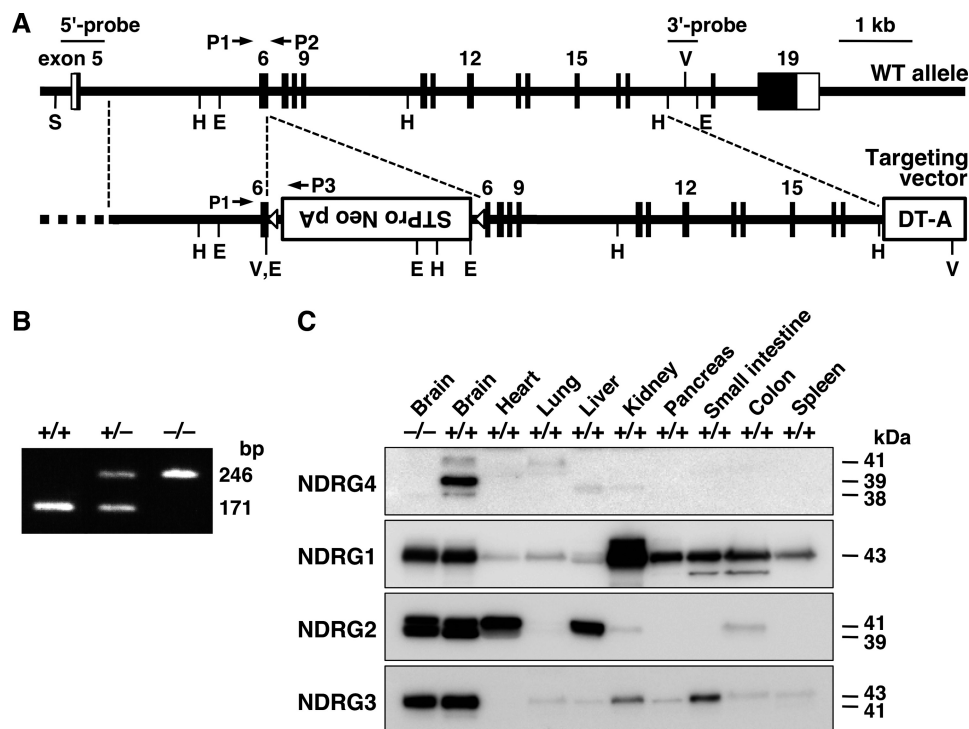 A
5'-probe
3'-probe
1 kb
P1
P2
exon 5
6
9
12
15
V
19
WT allele
S
H
E
H
H
E
Targeting
vector
P1
6
P3
STPro Neo pA
6
9
12
15
DT-A
H
E
V,E
E
H
E
H
H
V
B
+/+
+/−
−/−
bp
246
171
C
Brain
Brain
Heart
Lung
Liver
Kidney
Pancreas
Small intestine
Colon
Spleen
−/−
+/+
+/+
+/+
+/+
+/+
+/+
+/+
+/+
+/+
kDa
NDRG4
41
39
38
NDRG1
43
NDRG2
41
39
NDRG3
43
41